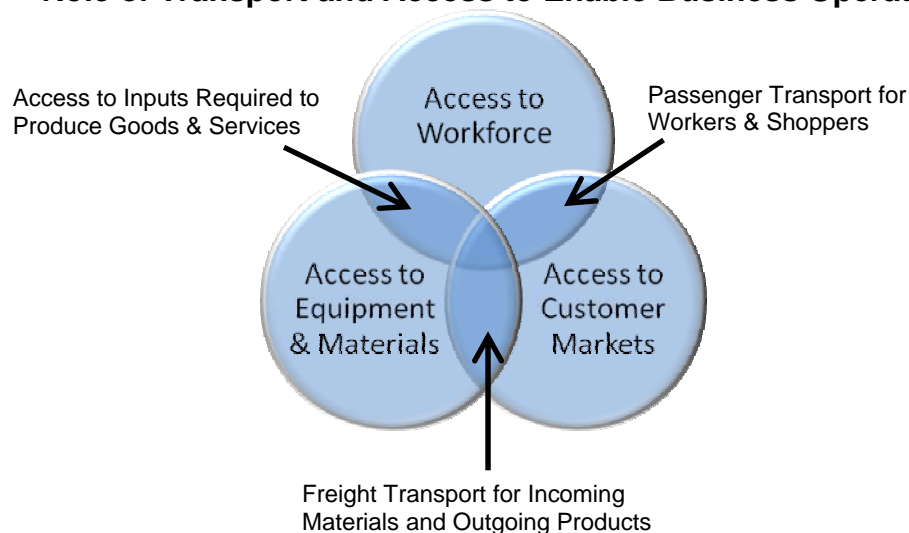 Role of Transport and Access to Enable Business
Access to Inputs Required to
Produce Goods & Services
Access to
Workforce
Passenger Transport for
Workers & Shoppers
Access to
Equipment
& Materials
Access to
Customer
Markets
Freight Transport for Incoming
Materials and Outgoing Products